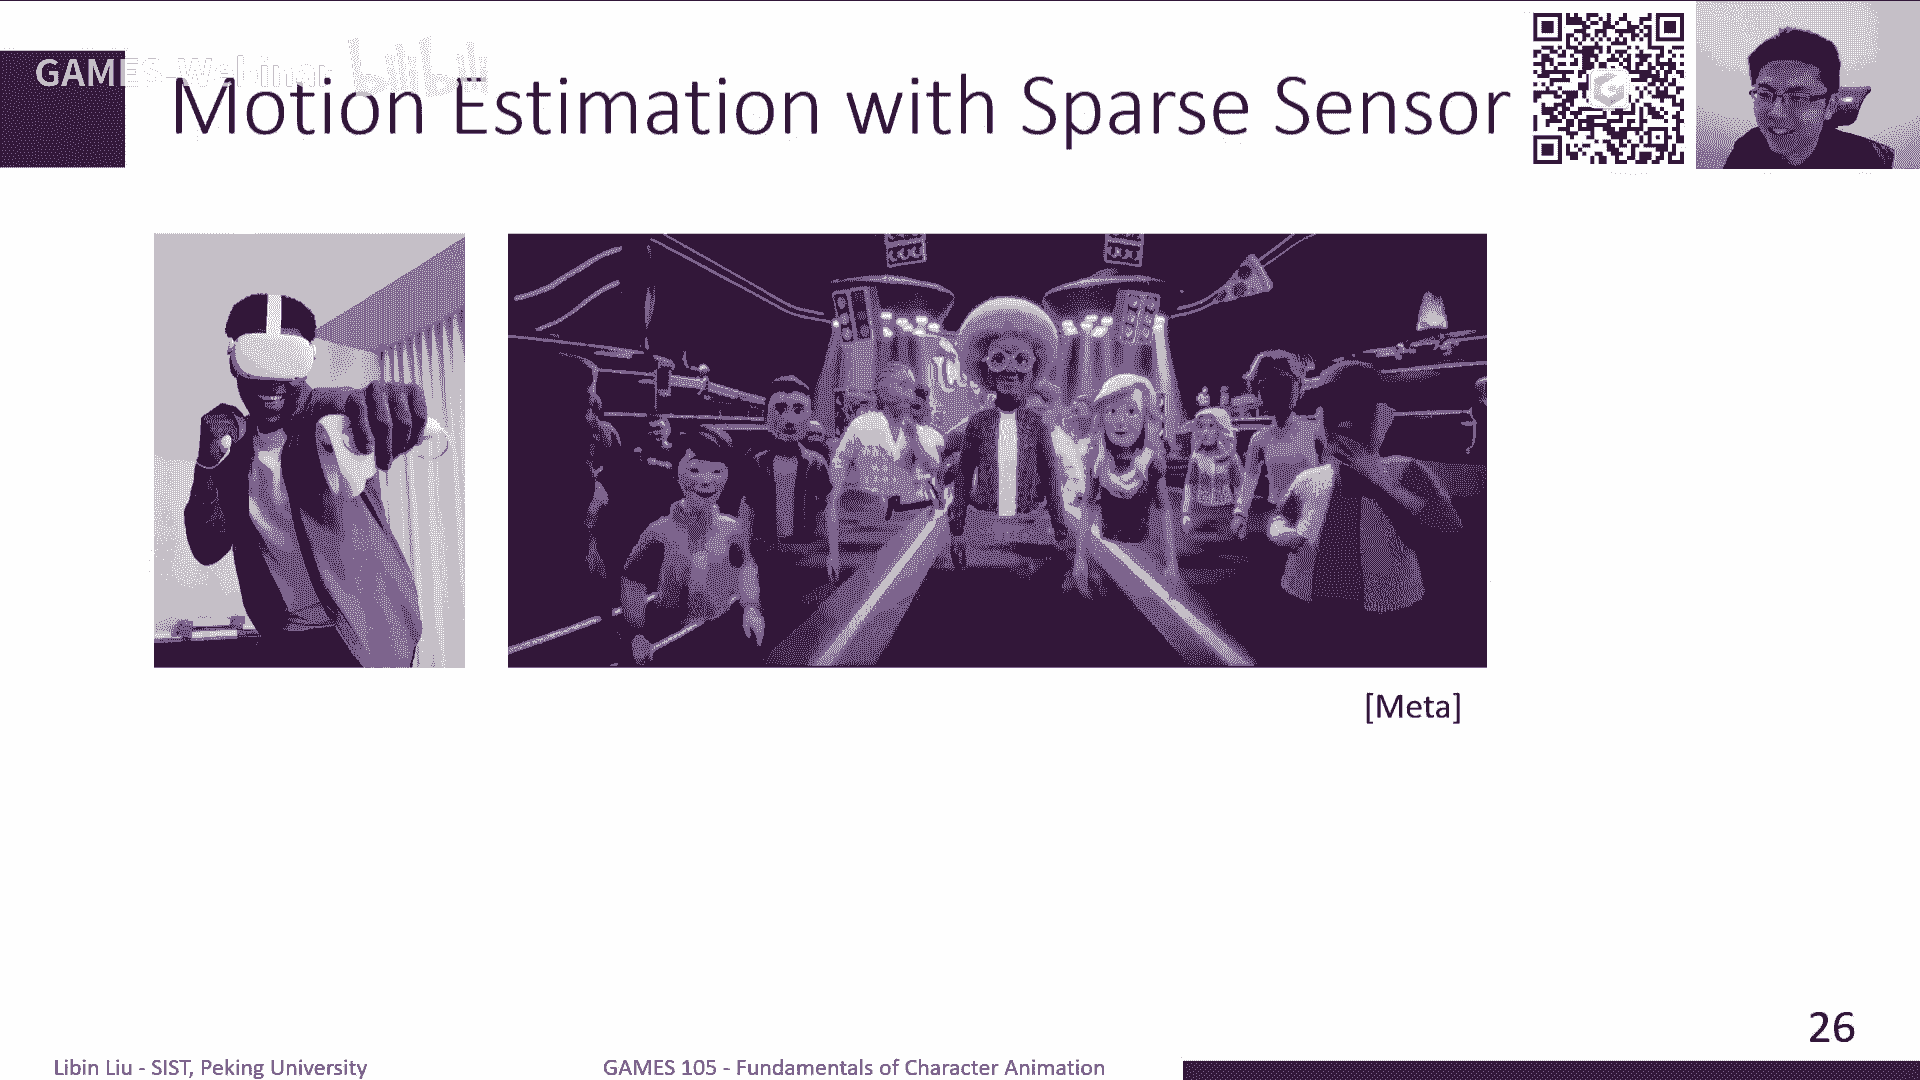 GAMES-Webinar bilibili
Motion Estimation with Sparse Sensor
[Meta]
26
Libin Liu - SIST, Peking University
GAMES 105 - Fundamentals of Character Animation